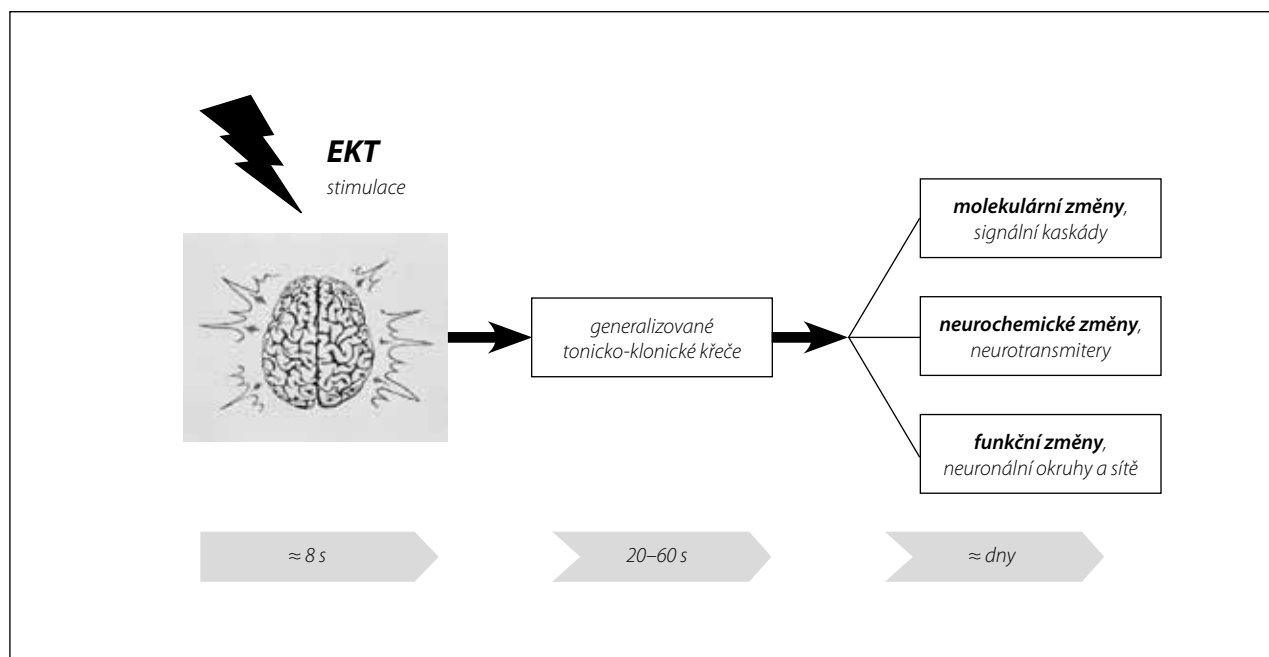 EKT
stimulace
generalizované
tonicko-klonické křeče
molekulární změny,
signální kaskády
neurochemické změny,
neurotransmitery
funkční změny,
neuronální okruhy a sítě
≈ 8 s
20–60 s
≈ dny